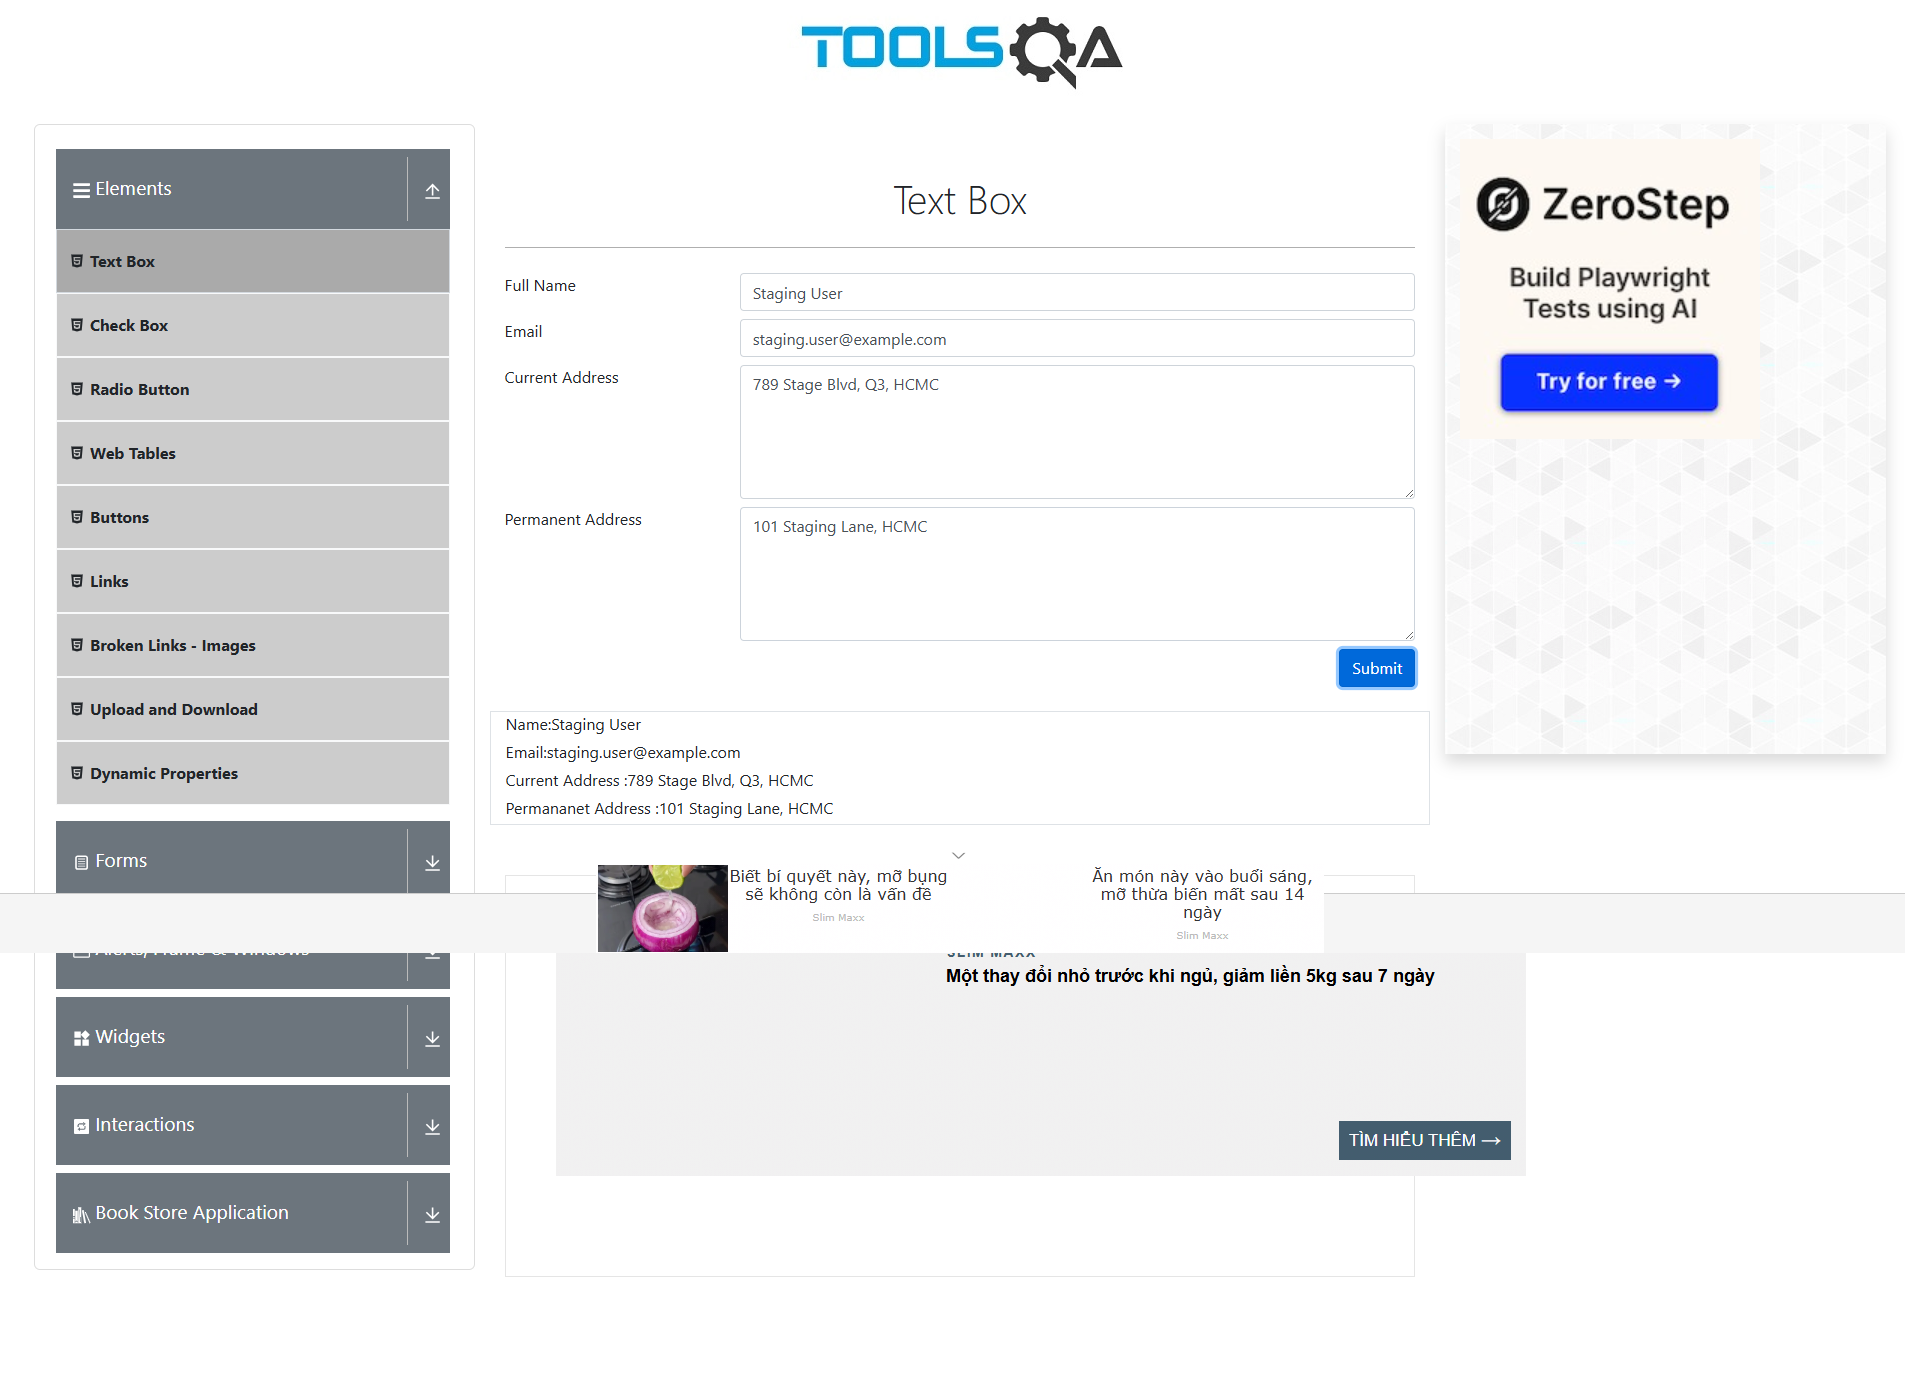 TOOLSQA
Elements
Text Box
Check Box
Radio Button
Web Tables
Buttons
Links
Broken Links - Images
Upload and Download
Dynamic Properties
Forms
Alerts, Frame & Windows
Widgets
Interactions
Book Store Application
Text Box
Full Name
Staging User
Email
staging.user@example.com
Current Address
789 Stage Blvd, Q3, HCMC
Permanent Address
101 Staging Lane, HCMC
Submit
Name:Staging User
Email:staging.user@example.com
Current Address :789 Stage Blvd, Q3, HCMC
Permananet Address :101 Staging Lane, HCMC
Biết bí quyết này, mỡ bụng
sẽ không còn là vấn đề
Slim Maxx
Ăn món này vào buổi sáng,
mỡ thừa biến mất sau 14
ngày
Slim Maxx
SLIM MAXX
Một thay đổi nhỏ trước khi ngủ, giảm liền 5kg sau 7 ngày
TÌM HIỂU THÊM →
ZeroStep
Build Playwright
Tests using AI
Try for free →